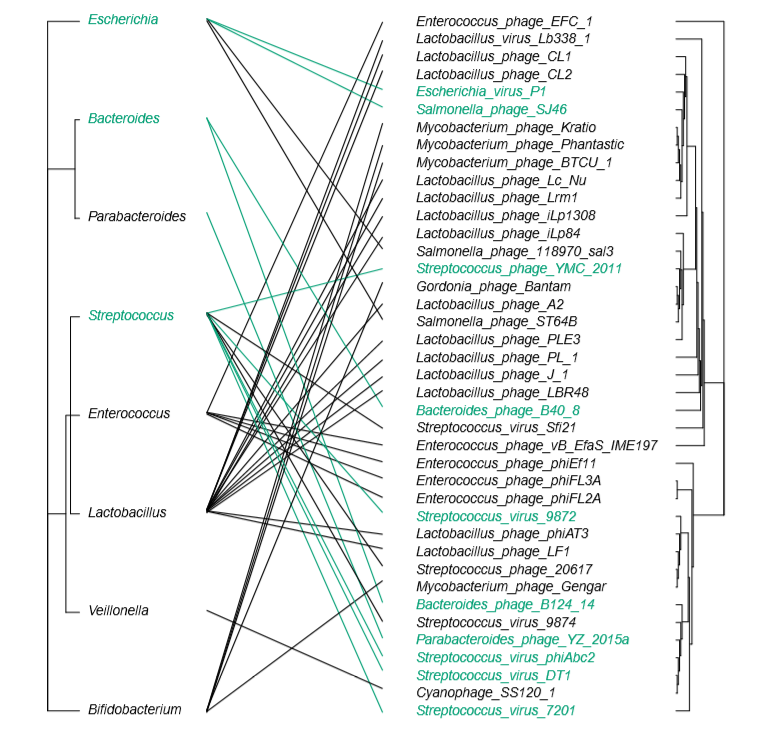 Escherichia
Bacteroides
Parabacteroides
Streptococcus
Enterococcus
Lactobacillus
Veillonella
Bifidobacterium
Enterococcus_phage_EFC_1
Lactobacillus_virus_Lb338_1
Lactobacillus_phage_CL1
Lactobacillus_phage_CL2
Escherichia_virus_P1
Salmonella_phage_SJ46
Mycobacterium_phage_Kratio
Mycobacterium_phage_Phantastic
Mycobacterium_phage_BTCU_1
Lactobacillus_phage_Lc_Nu
Lactobacillus_phage_Lrm1
Lactobacillus_phage_iLp1308
Lactobacillus_phage_iLp84
Salmonella_phage_118970_sal3
Streptococcus_phage_YMC_2011
Gordonia_phage_Bantam
Lactobacillus_phage_A2
Salmonella_phage_ST64B
Lactobacillus_phage_PLE3
Lactobacillus_phage_PL_1
Lactobacillus_phage_J_1
Lactobacillus_phage_LBR48
Bacteroides_phage_B40_8
Streptococcus_virus_Sfi21
Enterococcus_phage_vB_EfaS_IME197
Enterococcus_phage_phiEf11
Enterococcus_phage_phiFL3A
Enterococcus_phage_phiFL2A
Streptococcus_virus_9872
Lactobacillus_phage_phiAT3
Lactobacillus_phage_LF1
Streptococcus_phage_20617
Mycobacterium_phage_Gengar
Bacteroides_phage_B124_14
Streptococcus_virus_9874
Parabacteroides_phage_YZ_2015a
Streptococcus_virus_phiAbc2
Streptococcus_virus_DT1
Cyanophage_SS120_1
Streptococcus_virus_7201